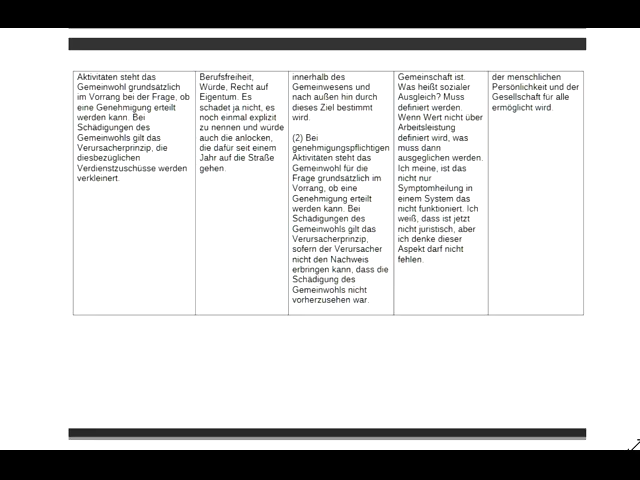 Aktivitäten steht das
Gemeinwohl grundsätzlich
im Vorrang bei der Frage, ob
eine Genehmigung erteilt
werden kann. Bei
Schädigungen des
Gemeinwohls gilt das
Verursacherprinzip, die
diesbezüglichen
Verdienstzuschüsse werden
verkleinert.
Berufsfreiheit,
Würde, Recht auf
Eigentum. Es
schadet ja nicht, es
noch einmal explizit
zu nennen und würde
auch die anlocken,
die dafür seit einem
Jahr auf die Straße
gehen.
innerhalb des
Gemeinwesens und
nach außen hin durch
dieses Ziel bestimmt
wird.
(2) Bei
genehmigungspflichtigen
Aktivitäten steht das
Gemeinwohl für die
Frage grundsätzlich im
Vorrang, ob eine
Genehmigung erteilt
werden kann. Bei
Schädigungen des
Gemeinwohls gilt das
Verursacherprinzip,
sofern der Verursacher
nicht den Nachweis
erbringen kann, dass die
Schädigung des
Gemeinwohls nicht
vorherzusehen war.
Gemeinschaft ist.
Was heißt sozialer
Ausgleich? Muss
definiert werden.
Wenn Wert nicht über
Arbeitsleistung
definiert wird, was
muss dann
ausgeglichen werden.
Ich meine, ist das
nicht nur
Symptomheilung in
einem System das
nicht funktioniert. Ich
weiß, dass ist jetzt
nicht juristisch, aber
ich denke dieser
Aspekt darf nicht
fehlen.
der menschlichen
Persönlichkeit und der
Gesellschaft für alle
ermöglicht wird.